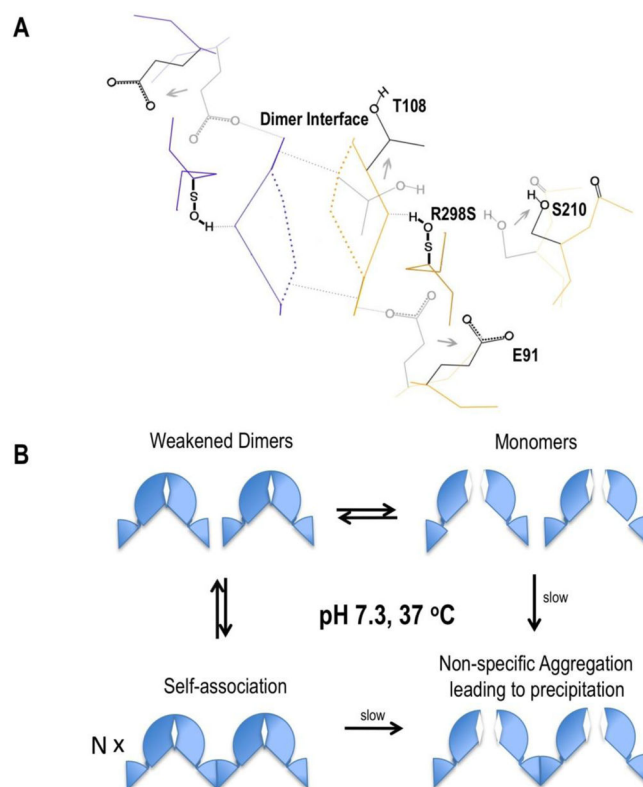 A
O
O
O
O
Dimer Interface
H
O
T108
S
O
H
O
H
H
O
S
R298S
H
O
H
O
S210
O
O
O
O
O
O
E91
B
Weakened Dimers
Monomers
pH 7.3, 37 ºC
slow
Self-association
slow
Non-specific Aggregation
leading to precipitation
N x